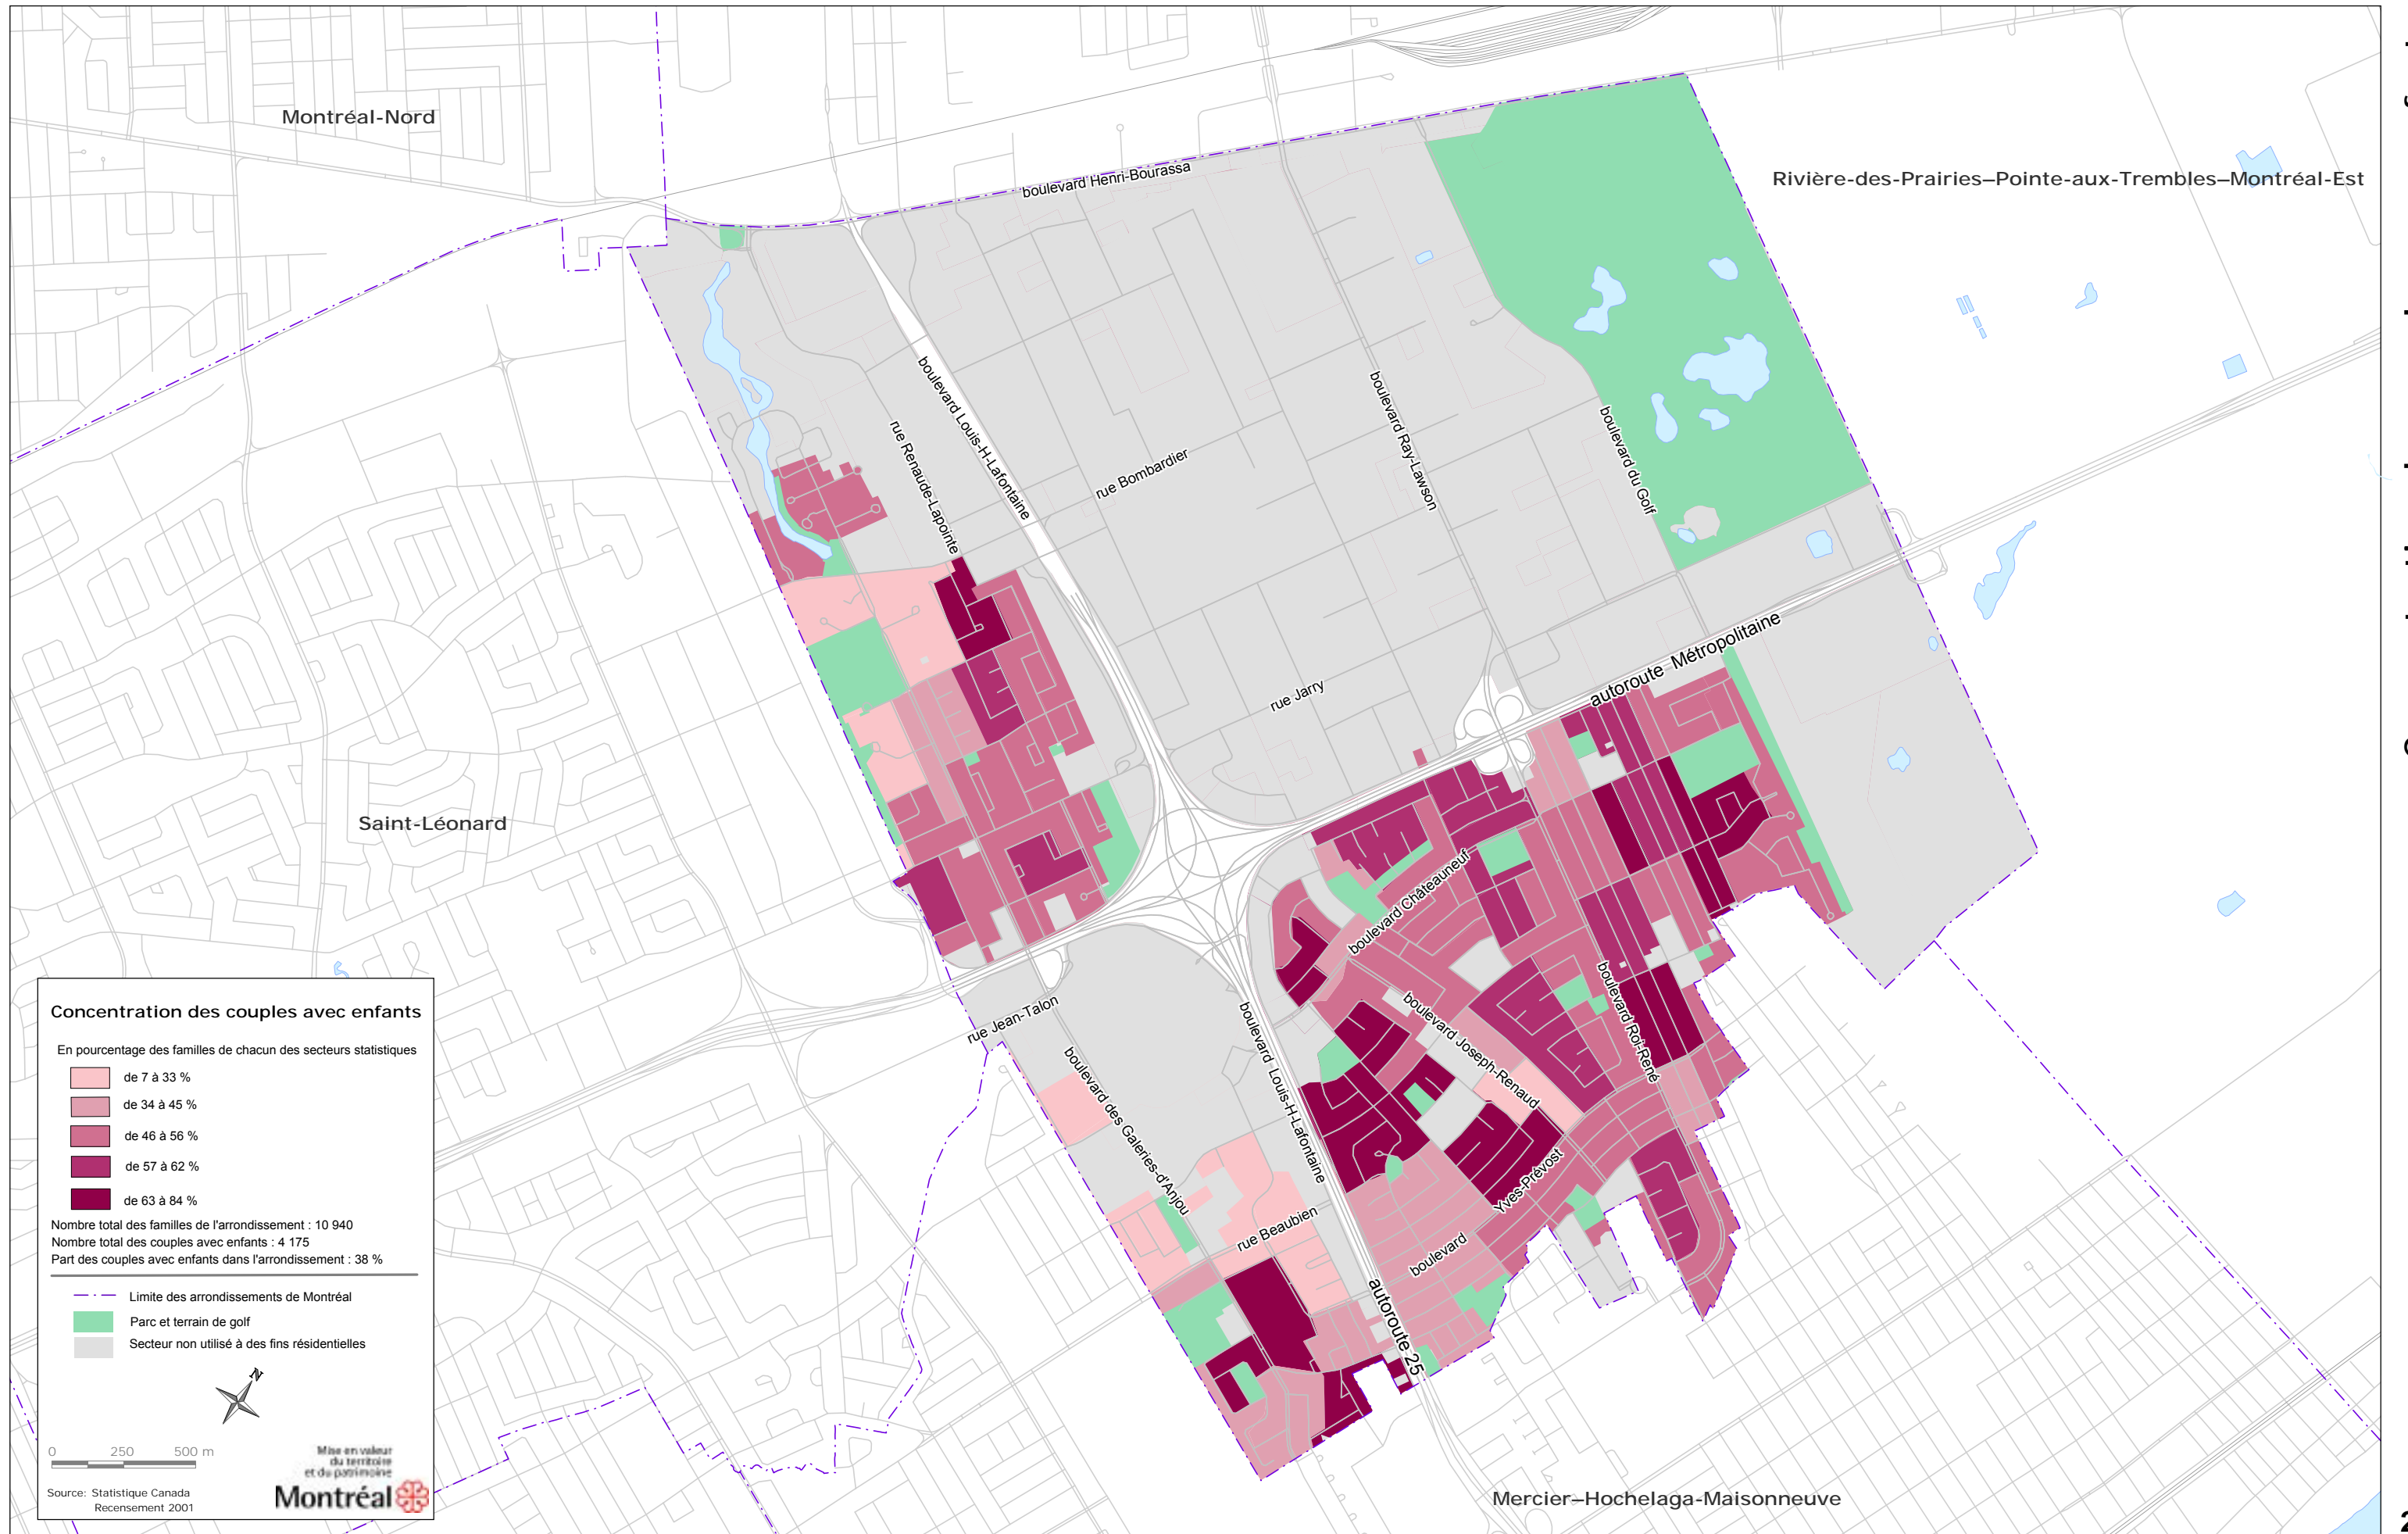 Montréal-Nord
Rivière-des-Prairies–Pointe-aux-Trembles–Montréal-Est
boulevard Henri-Bourassa
boulevard Louis-H-Lafontaine
rue Renaude-Lapointe
rue Bombardier
boulevard Ray-Lawson
boulevard du Golf
autoroute Métropolitaine
rue Jarry
Saint-Léonard
boulevard Châteauneuf
boulevard Joseph-Renaud
boulevard Roi-René
rue Jean-Talon
boulevard des Galeries-d'Anjou
boulevard Louis-H-Lafontaine
rue Beaubien
boulevard Yves-Prévost
autoroute 25
Mercier–Hochelaga-Maisonneuve
Concentration des couples avec enfants
En pourcentage des familles de chacun des secteurs statistiques
de 7 à 33 %
de 34 à 45 %
de 46 à 56 %
de 57 à 62 %
de 63 à 84 %
Nombre total des familles de l'arrondissement : 10 940
Nombre total des couples avec enfants : 4 175
Part des couples avec enfants dans l'arrondissement : 38 %
Limite des arrondissements de Montréal
Parc et terrain de golf
Secteur non utilisé à des fins résidentielles
N
0 250 500 m
Mise en valeur
du territoire
et du patrimoine
Montréal
Source: Statistique Canada
Recensement 2001